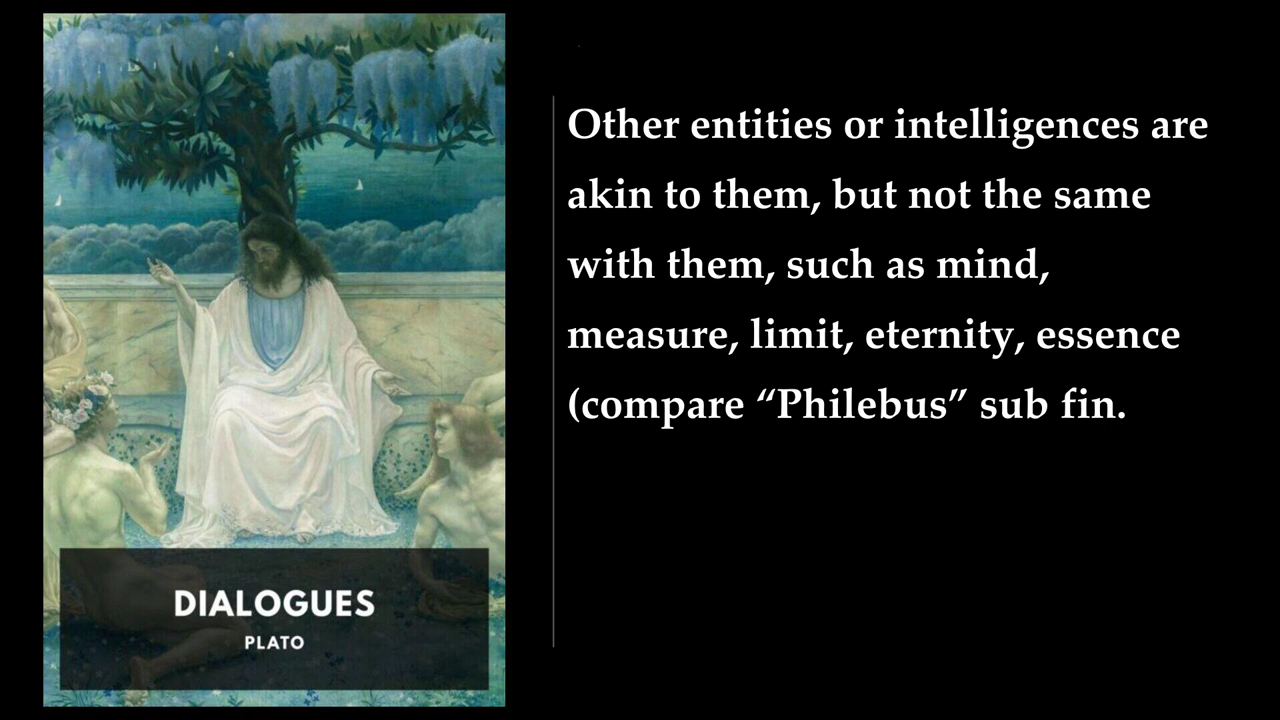 Other entities or intelligences are
akin to them, but not the same
with them, such as mind,
measure, limit, eternity, essence
(compare “Philebus” sub fin.
DIALOGUES
PLATO